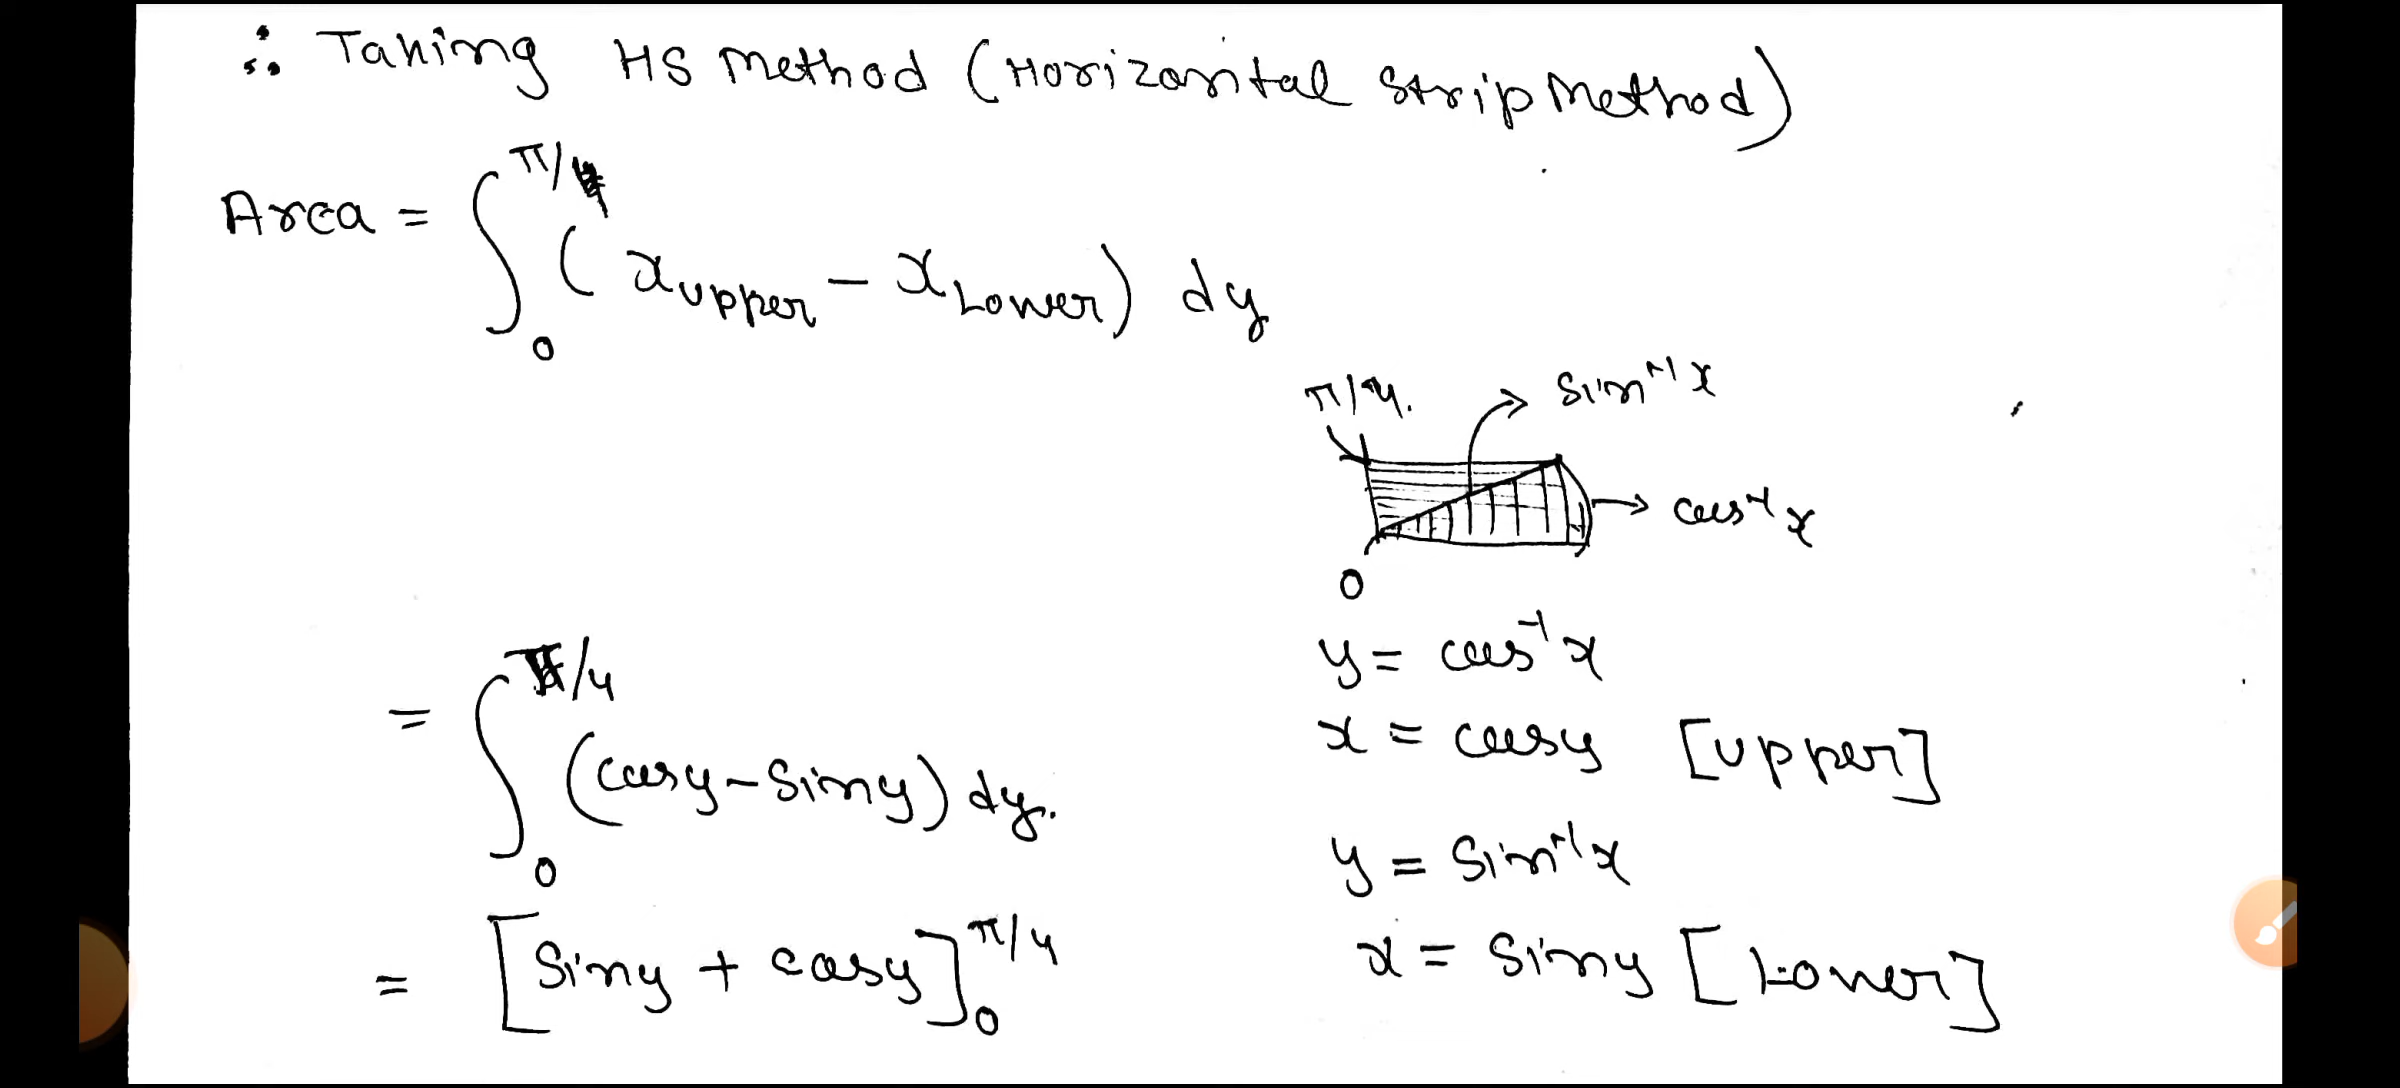 ∴ Taking HS Method (Horizontal Strip Method)
Area = ∫₀^π/4 (x_upper − x_Lower) dy
π/4.
sin⁻¹x
cos⁻¹x
0
y = cos⁻¹x
x = cosy [upper]
= ∫₀^π/4 (cosy − siny) dy.
y = Sin⁻¹x
x = Siny [Lower]
= [Siny + cosy]₀^π/4